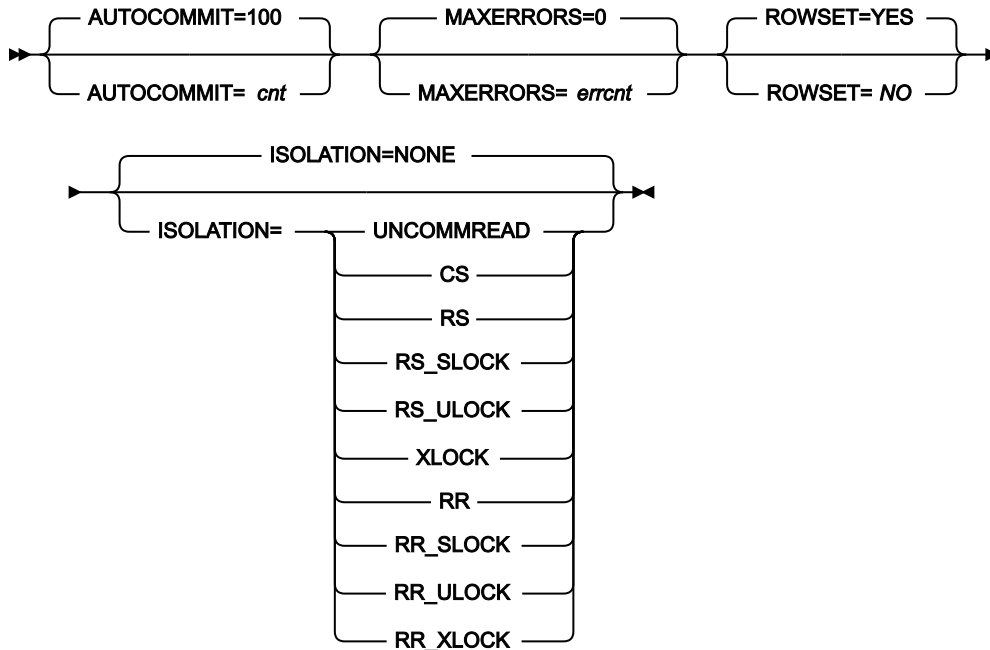 AUTOCOMMIT=100 MAXERRORS=0 ROWSET=YES
AUTOCOMMIT= cnt MAXERRORS= errcnt ROWSET= NO
ISOLATION=NONE
ISOLATION= UNCOMMREAD
CS
RS
RS_SLOCK
RS_ULOCK
XLOCK
RR
RR_SLOCK
RR_ULOCK
RR_XLOCK